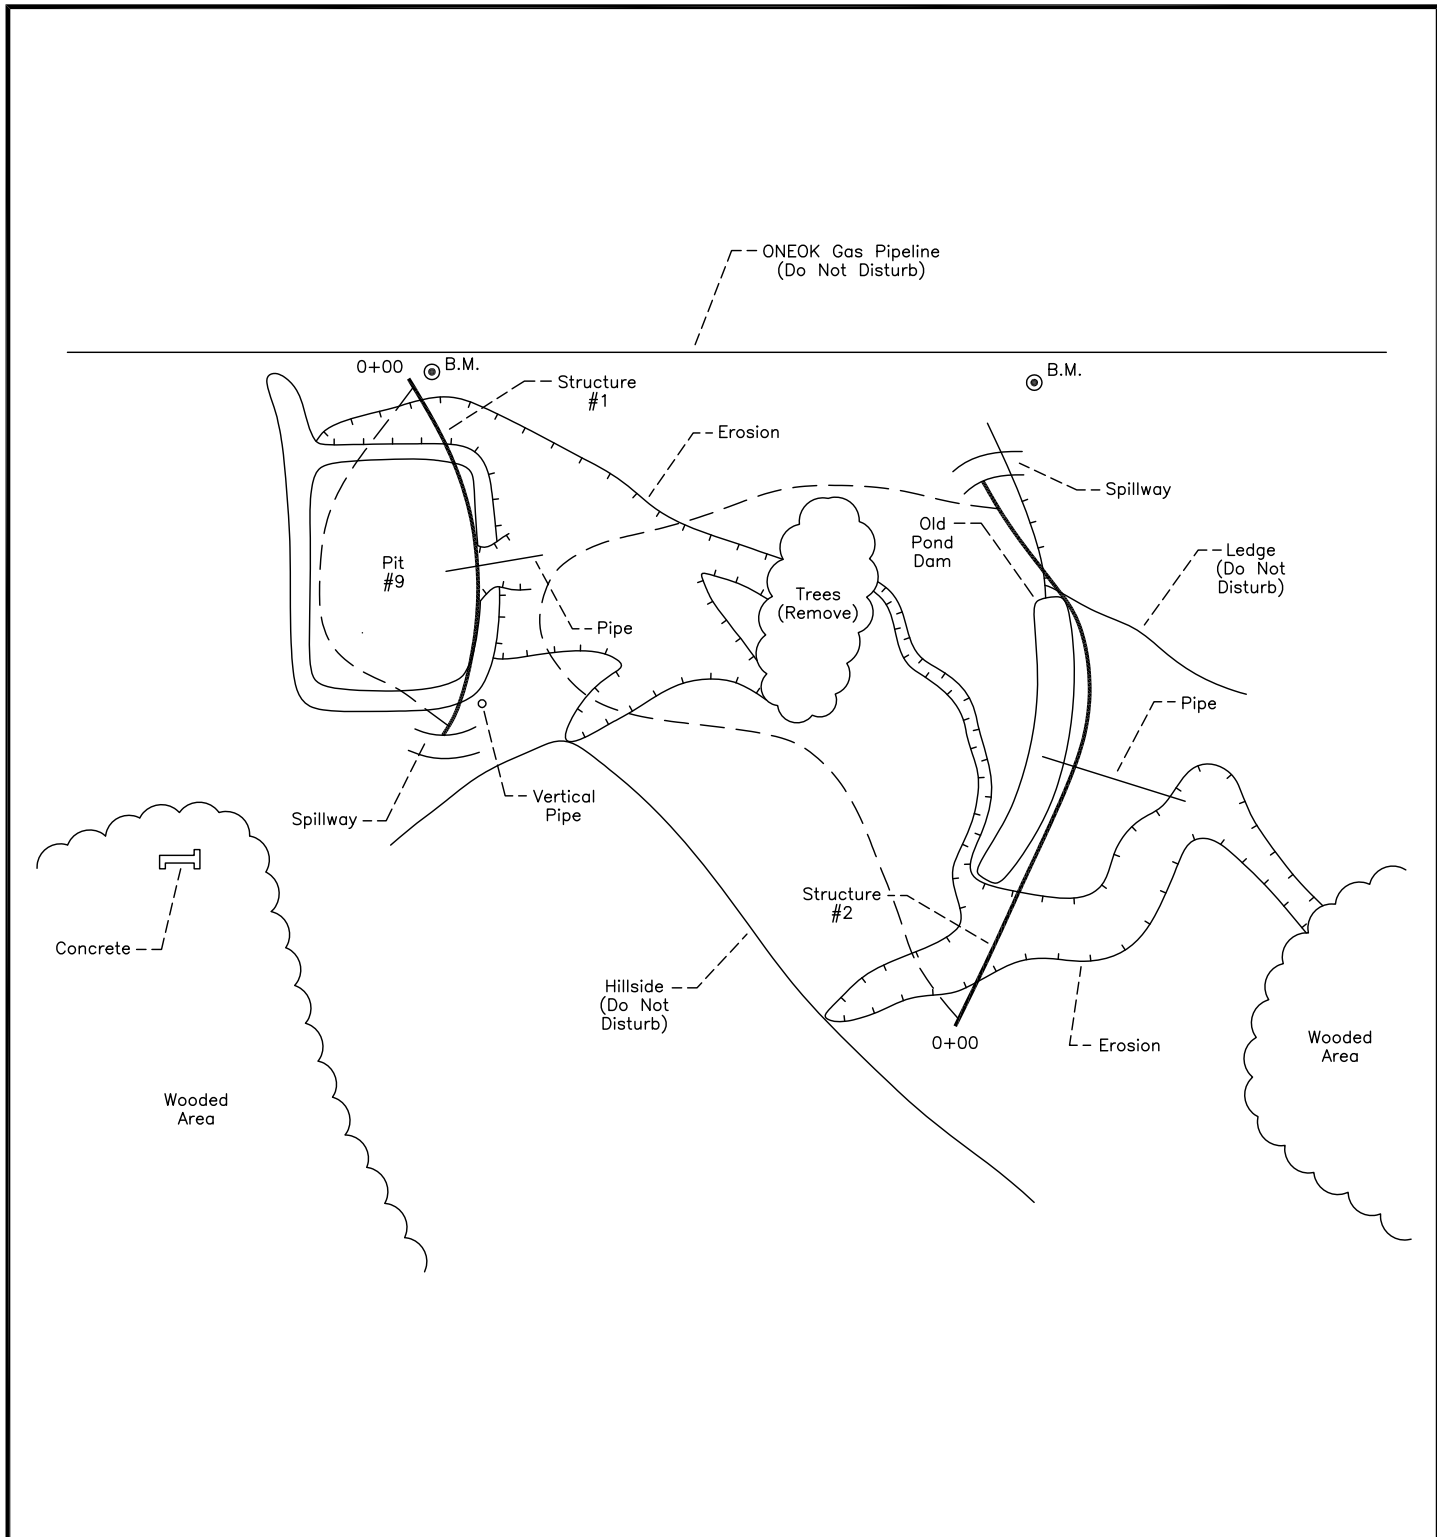 ONEOK Gas Pipeline
(Do Not Disturb)
0+00
B.M.
B.M.
Structure
#1
Erosion
Spillway
Old
Pond
Dam
Ledge
(Do Not
Disturb)
Pit
#9
Trees
(Remove)
Pipe
Pipe
Vertical
Pipe
Spillway
Structure
#2
Concrete
Hillside
(Do Not
Disturb)
0+00
Erosion
Wooded
Area
Wooded
Area